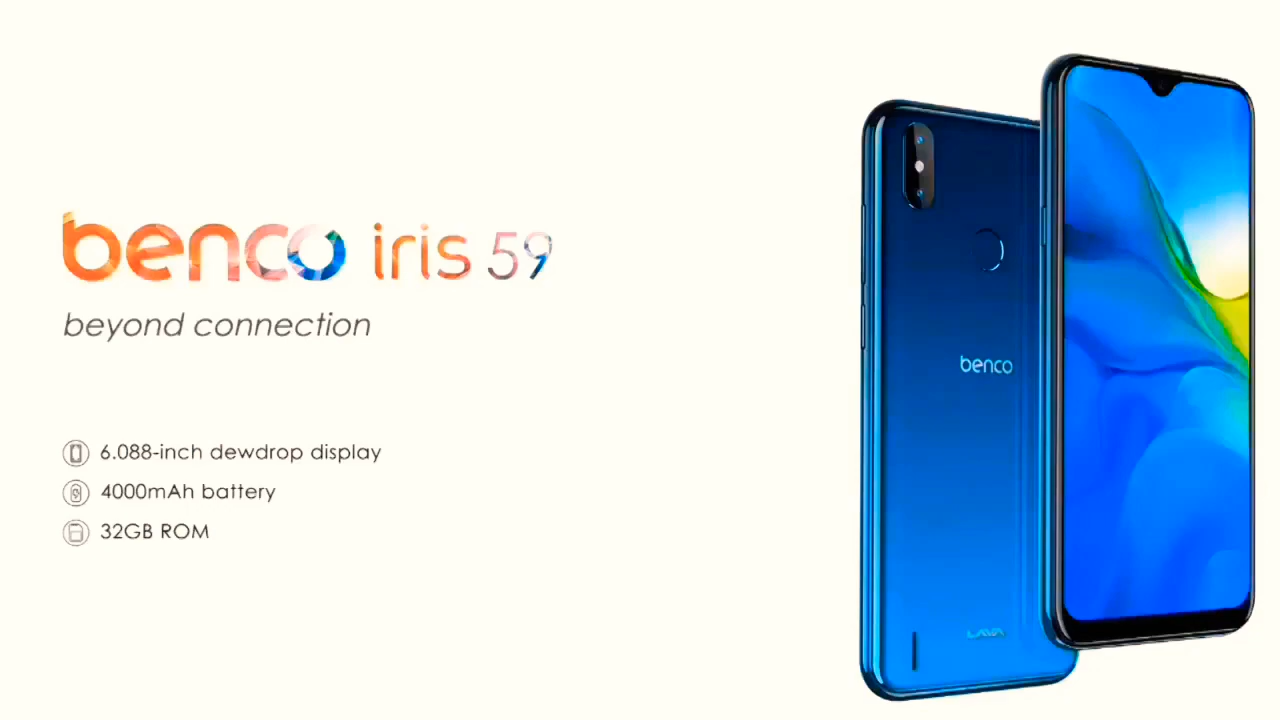 benco iris 59
beyond connection
6.088-inch dewdrop display
4000mAh battery
32GB ROM
benco
LAVA